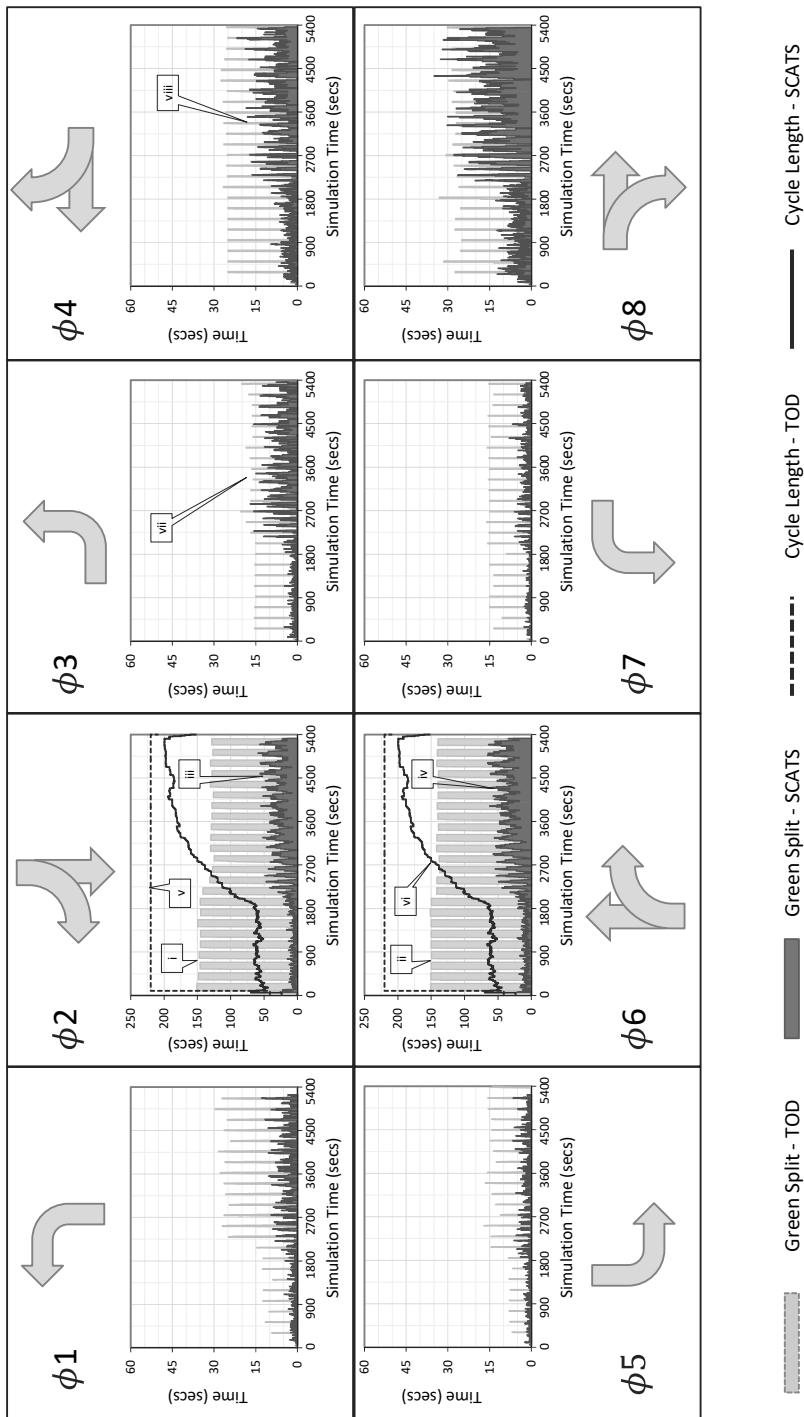 ϕ1
Time (secs)
60
45
30
15
0
0 900 1800 2700 3600 4500 5400
Simulation Time (secs)
ϕ2
Time (secs)
250
200
150
100
50
0
i
v
iii
0 900 1800 2700 3600 4500 5400
Simulation Time (secs)
ϕ3
Time (secs)
60
45
30
15
0
vii
0 900 1800 2700 3600 4500 5400
Simulation Time (secs)
ϕ4
Time (secs)
60
45
30
15
0
viii
0 900 1800 2700 3600 4500 5400
Simulation Time (secs)
Time (secs)
60
45
30
15
0
0 900 1800 2700 3600 4500 5400
Simulation Time (secs)
ϕ5
Time (secs)
250
200
150
100
50
0
ii
vi
iv
0 900 1800 2700 3600 4500 5400
Simulation Time (secs)
ϕ6
Time (secs)
60
45
30
15
0
0 900 1800 2700 3600 4500 5400
Simulation Time (secs)
ϕ7
Time (secs)
60
45
30
15
0
0 900 1800 2700 3600 4500 5400
Simulation Time (secs)
ϕ8
Green Split - TOD
Green Split - SCATS
Cycle Length - TOD
Cycle Length - SCATS